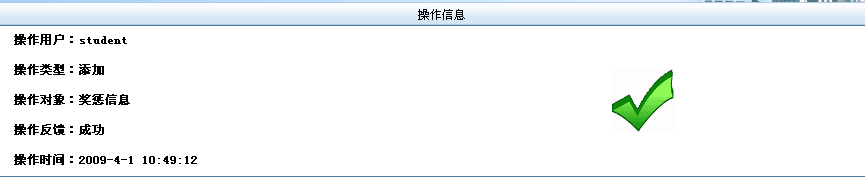 操作信息
操作用户：student
操作类型：添加
操作对象：奖惩信息
操作反馈：成功
操作时间：2009-4-1 10:49:12